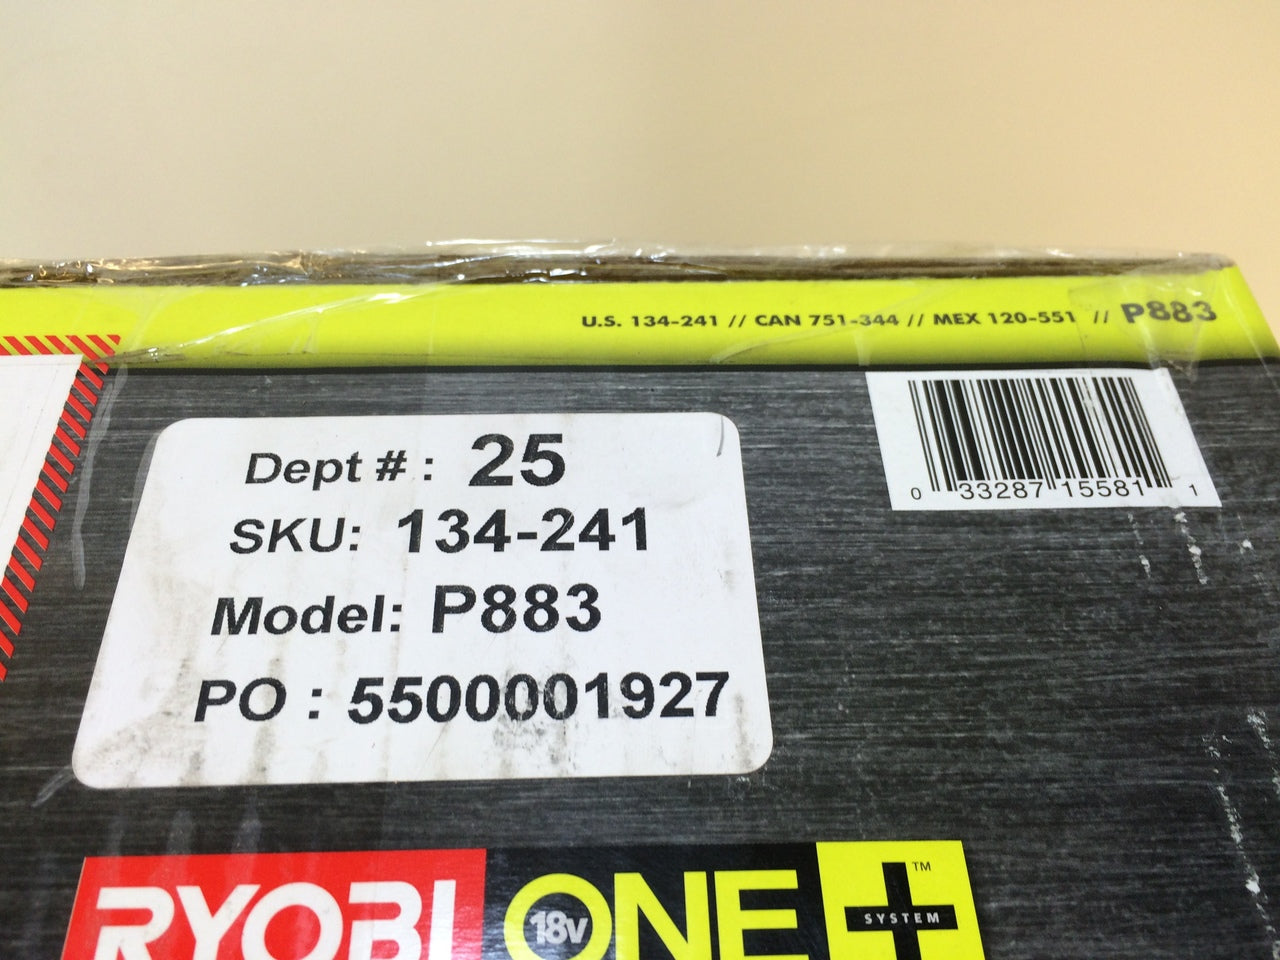 U.S. 134-241 // CAN 751-344 // MEX 120-551 // P883
0 33287 15581 1
Dept # : 25
SKU: 134-241
Model: P883
PO : 5500001927
RYOBI 18v ONE + SYSTEM ™